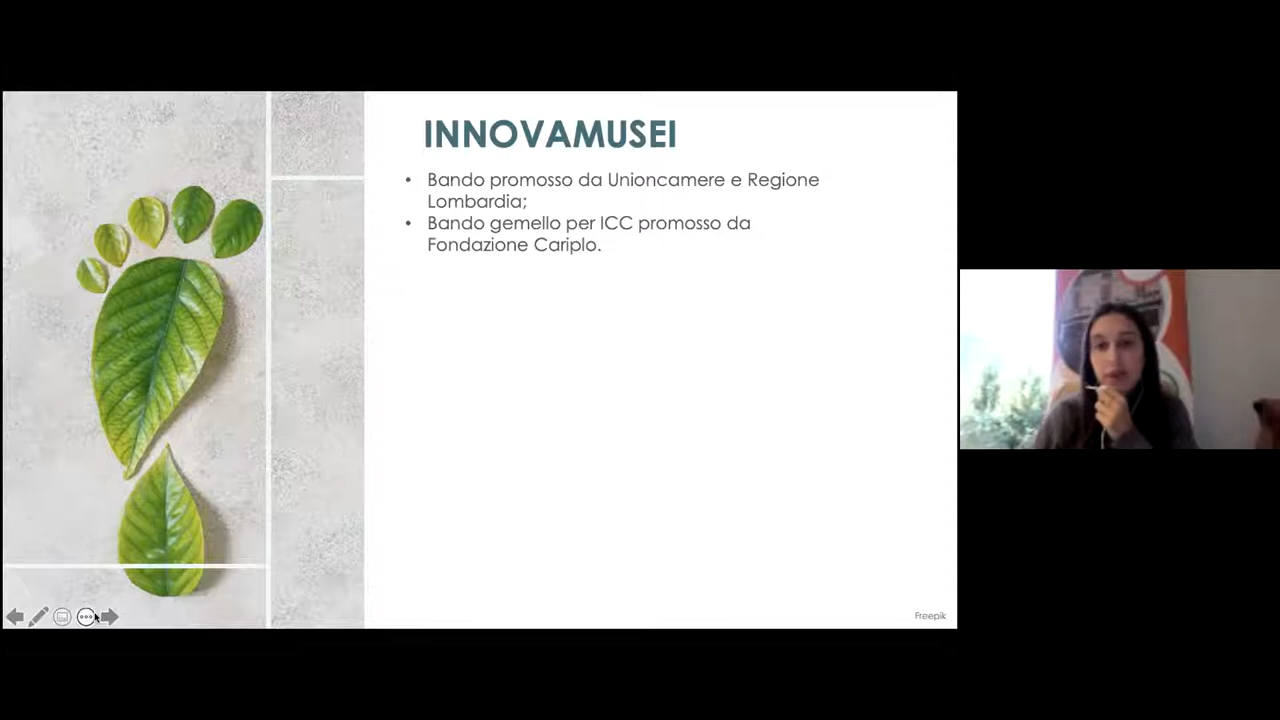 INNOVAMUSEI
• Bando promosso da Unioncamere e Regione
Lombardia;
• Bando gemello per ICC promosso da
Fondazione Cariplo.
Freepik